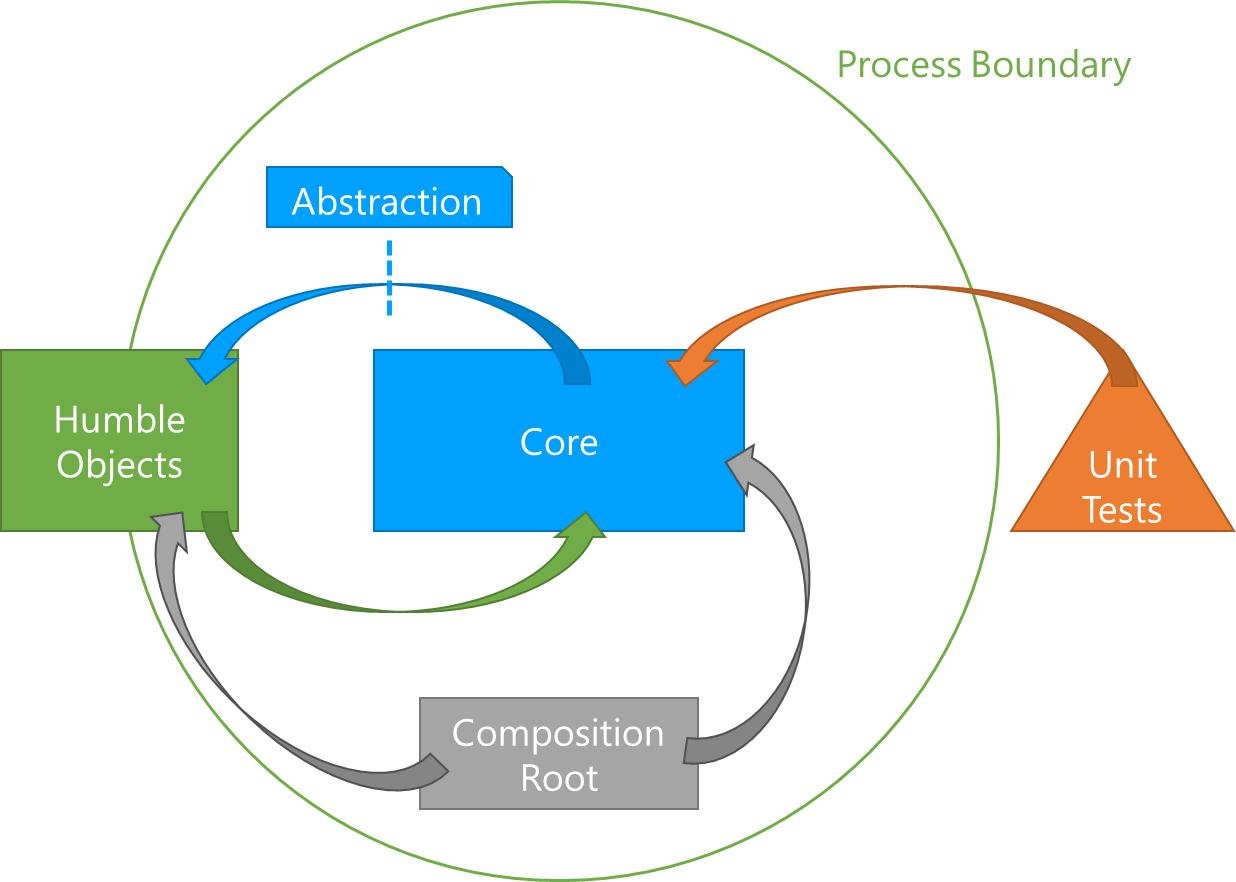 Process Boundary
Abstraction
Humble
Objects
Core
Unit
Tests
Composition
Root